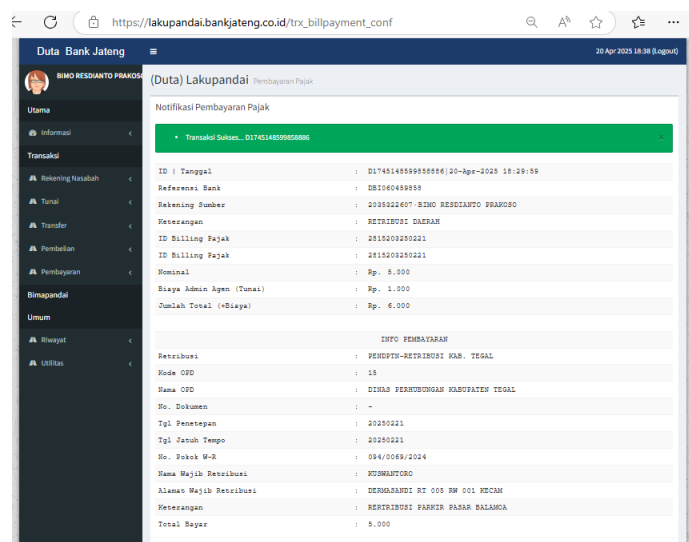 https://lakupandai.bankjateng.co.id/trx_billpayment_conf
Duta Bank Jateng
20 Apr 2025 18:38 (Logout)
BIMO RESDIANTO PRAKOSO
(Duta) Lakupandai Pembayaran Pajak
Utama
Informasi
Transaksi
Rekening Nasabah
Tunai
Transfer
Pembelian
Pembayaran
Bimapandai
Umum
Riwayat
Utilitas
Notifikasi Pembayaran Pajak
Transaksi Sukses... D1745148599858886
ID | Tanggal : D1745148599858886|20-Apr-2025 18:29:59
Referensi Bank : DBI060459858
Rekening Sumber : 2035322607-BIMO RESDIANTO PRAKOSO
Keterangan : RETRIBUSI DAERAH
ID Billing Pajak : 2815203250221
ID Billing Pajak : 2815203250221
Nominal : Rp. 5.000
Biaya Admin Agen (Tunai) : Rp. 1.000
Jumlah Total (+Biaya) : Rp. 6.000
INFO PEMBAYARAN
Retribusi : PENDPTN-RETRIBUSI KAB. TEGAL
Kode OPD : 15
Nama OPD : DINAS PERHUBUNGAN KABUPATEN TEGAL
No. Dokumen : -
Tgl Penetepan : 20250221
Tgl Jatuh Tempo : 20250221
No. Pokok W-R : 094/0069/2024
Nama Wajib Retribusi : KUSWANTORO
Alamat Wajib Retribusi : DERMASANDI RT 005 RW 001 KECAM
Keterangan : RERTRIBUSI PARKIR PASAR BALAMOA
Total Bayar : 5.000